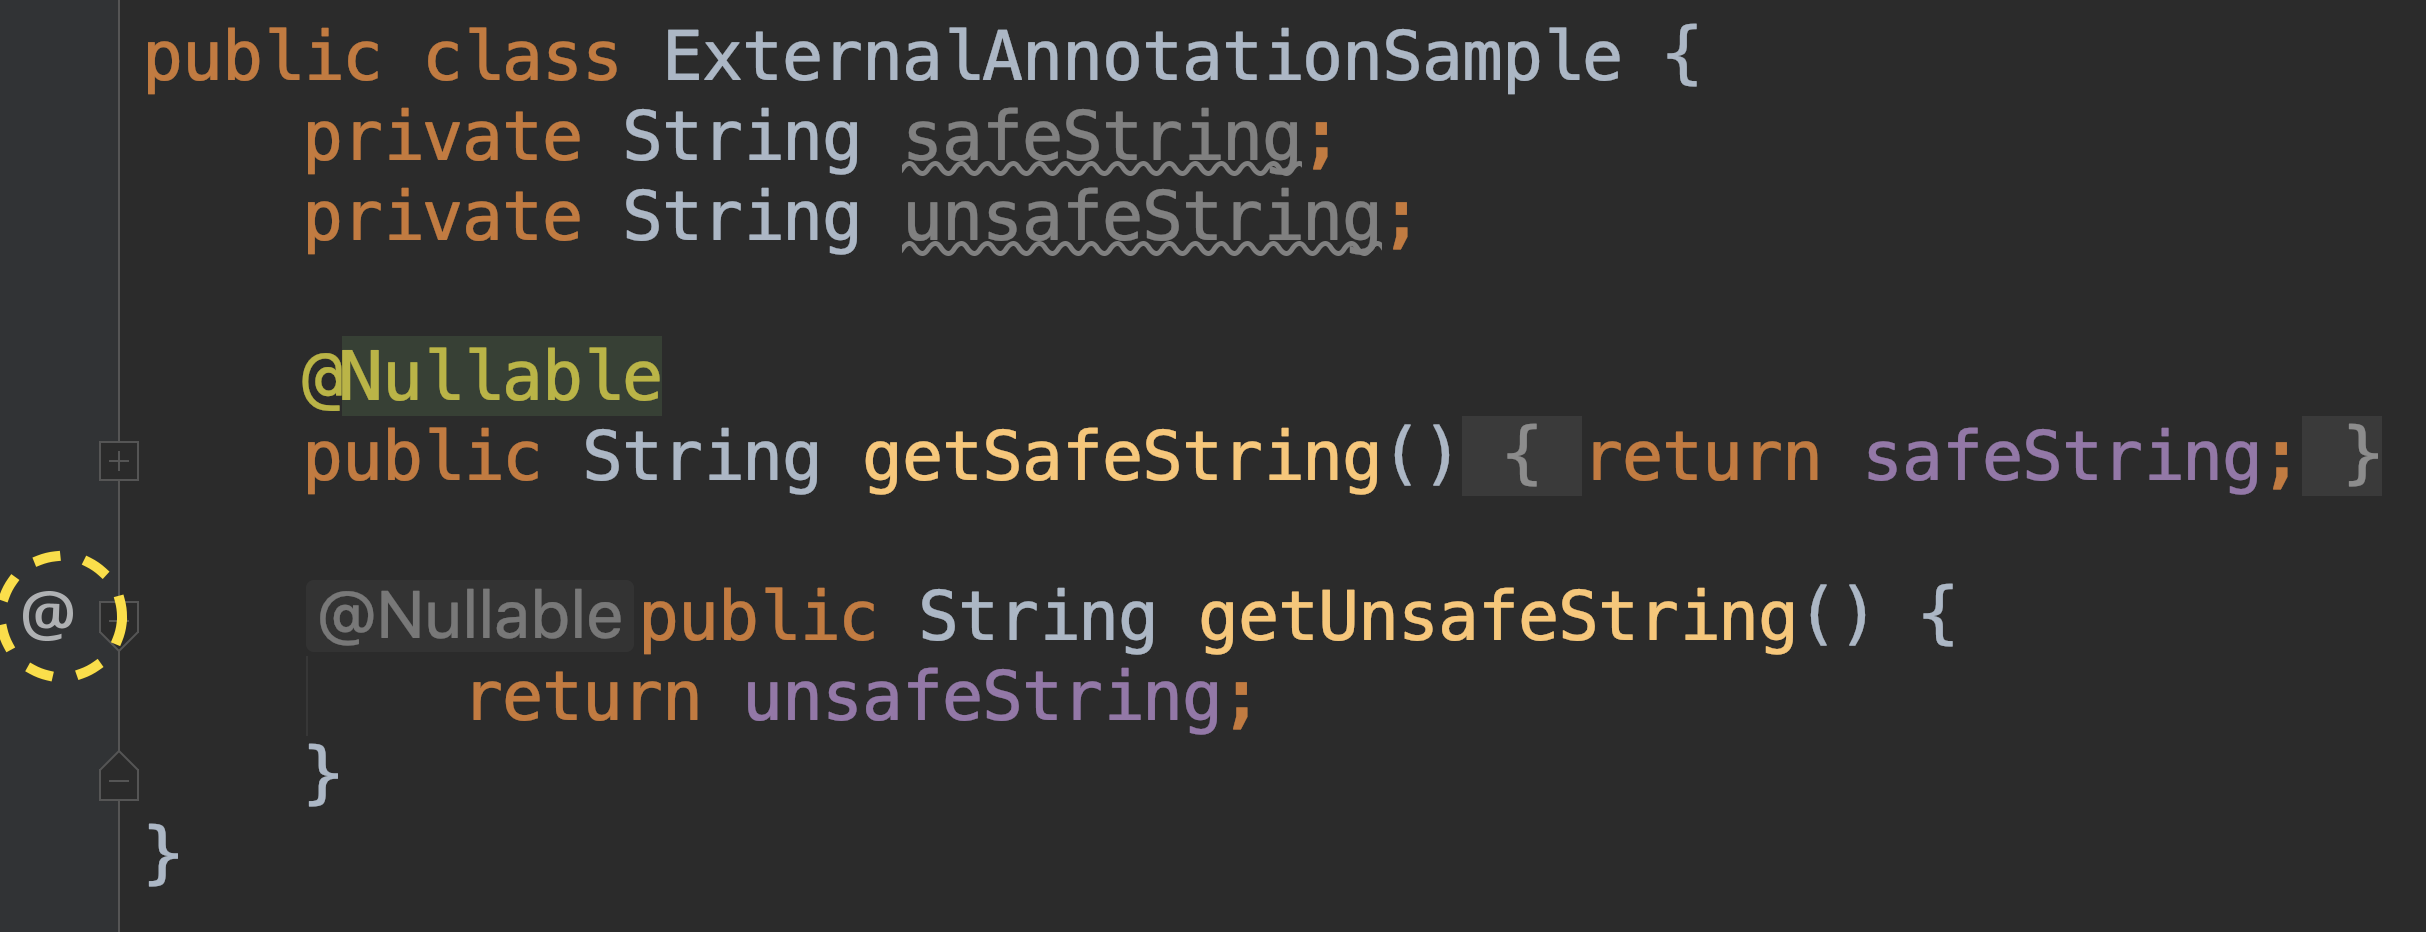 public class ExternalAnnotationSample {
private String safeString;
private String unsafeString;
@Nullable
public String getSafeString() { return safeString; }
@ @Nullable public String getUnsafeString() {
return unsafeString;
}
}